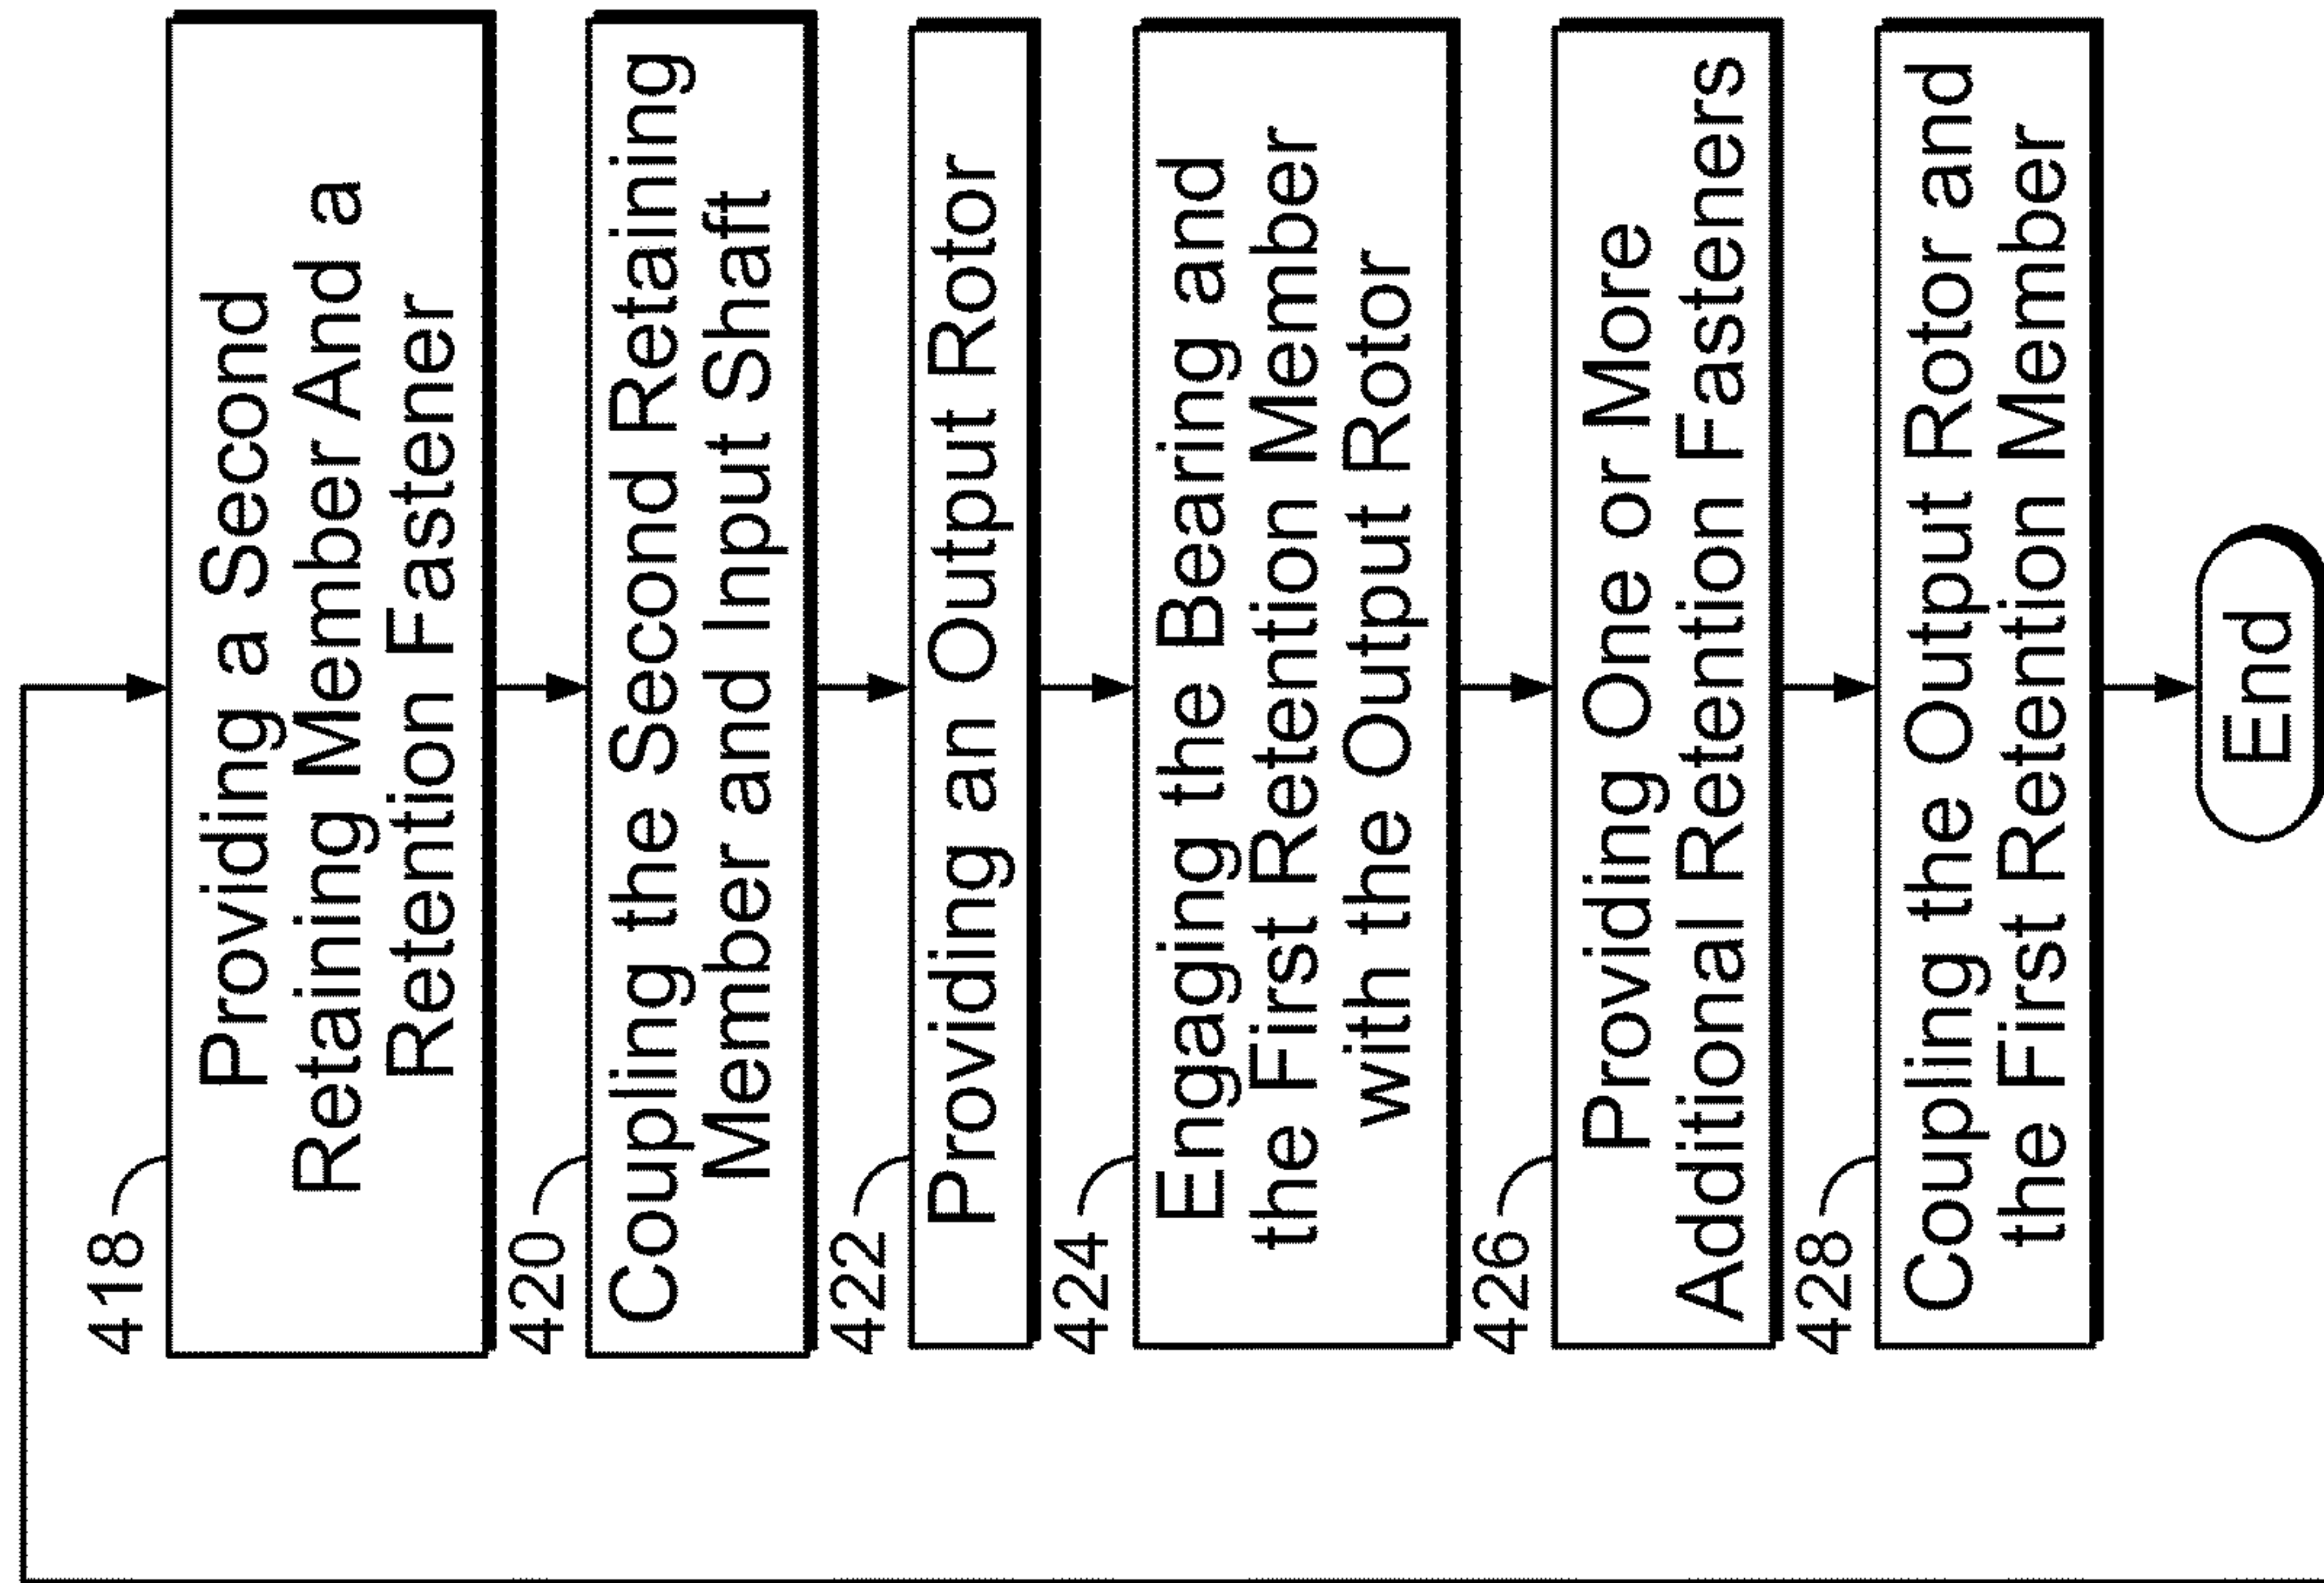 418
Providing a Second
Retaining Member And a
Retention Fastener
420
Coupling the Second Retaining
Member and Input Shaft
422
Providing an Output Rotor
424
Engaging the Bearing and
the First Retention Member
with the Output Rotor
426
Providing One or More
Additional Retention Fasteners
428
Coupling the Output Rotor and
the First Retention Member
End